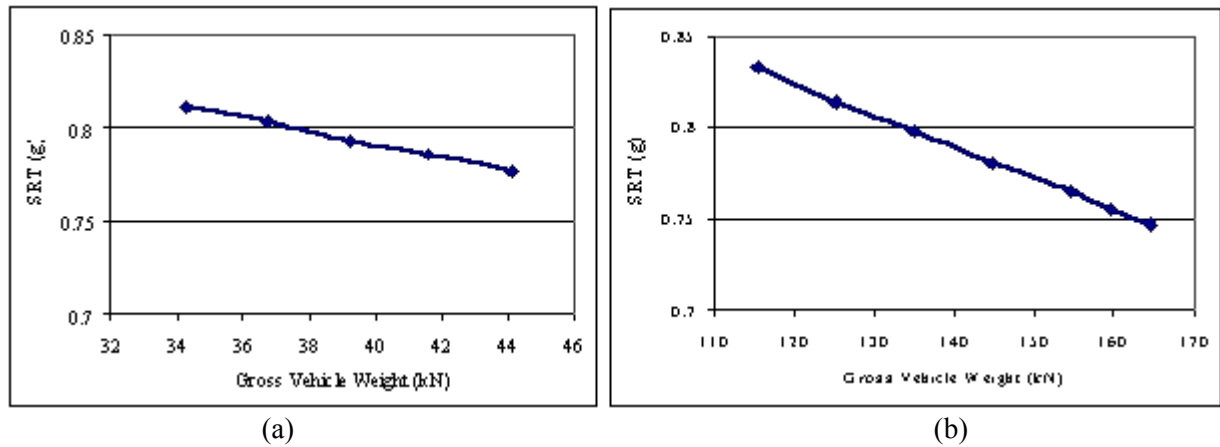 0.85
0.8
0.75
0.7
SRT (g)
32 34 36 38 40 42 44 46
Gross Vehicle Weight (kN)
(a)
0.85
0.8
0.75
0.7
SRT (g)
110 120 130 140 150 160 170
Gross Vehicle Weight (kN)
(b)